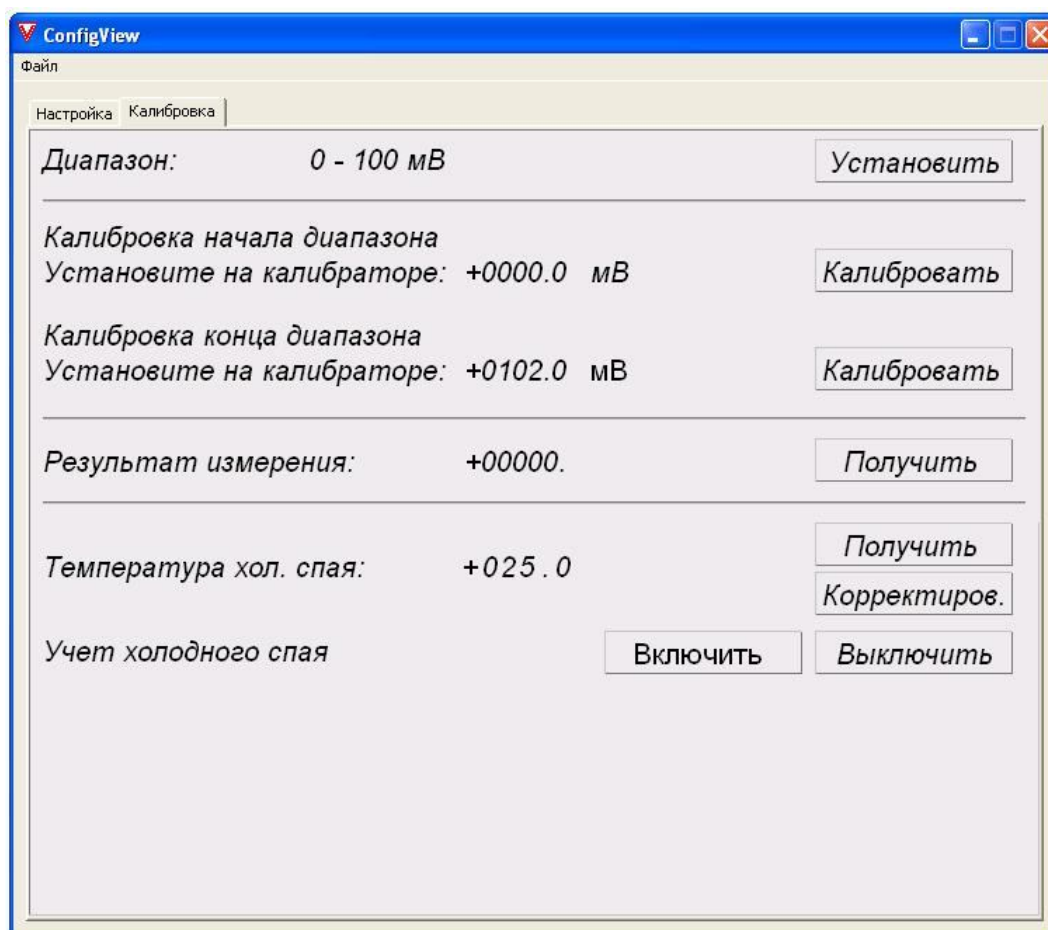 ConfigView
Файл
Настройка Калибровка
Диапазон: 0 - 100 мВ Установить
Калибровка начала диапазона
Установите на калибраторе: +0000.0 мВ Калибровать
Калибровка конца диапазона
Установите на калибраторе: +0102.0 мВ Калибровать
Результат измерения: +00000. Получить
Получить
Температура хол. спая: +025.0
Корректиров.
Учет холодного спая Включить Выключить